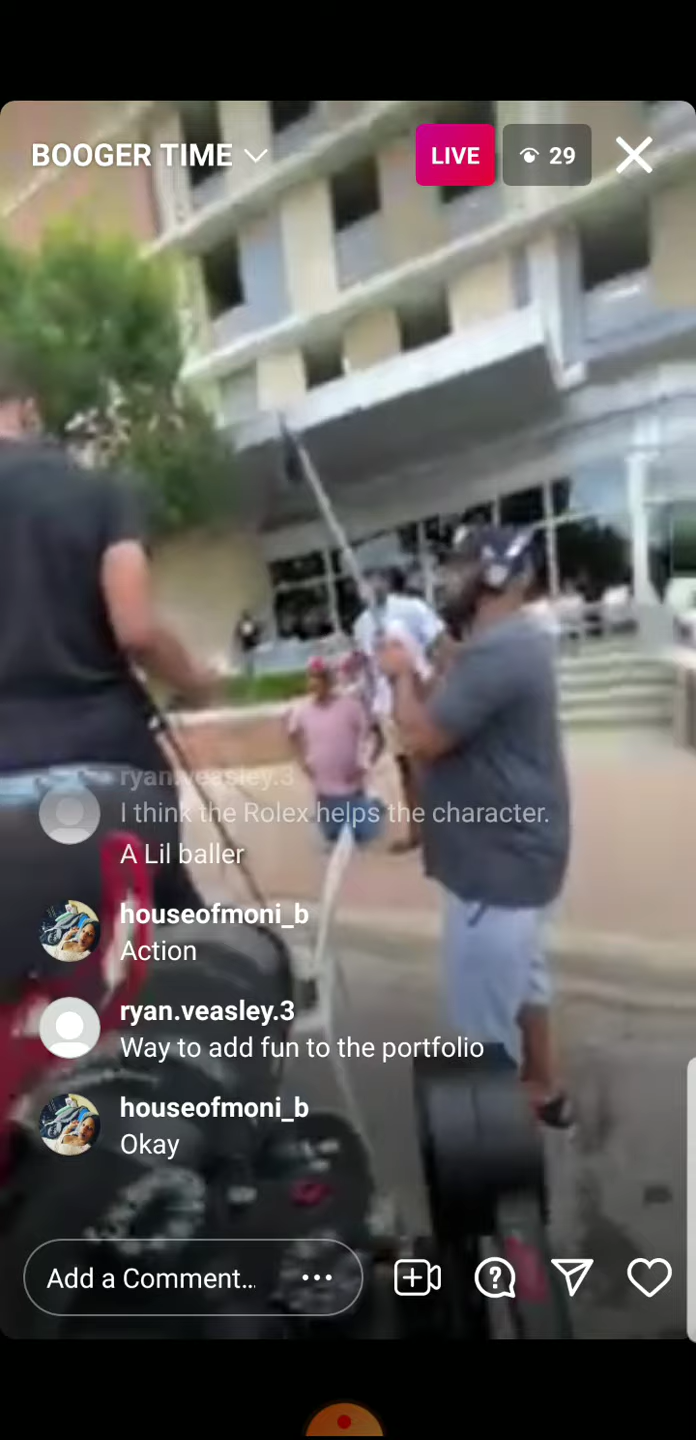 BOOGER TIME
LIVE
29
ryan.veasley.3
I think the Rolex helps the character.
A Lil baller
houseofmoni_b
Action
ryan.veasley.3
Way to add fun to the portfolio
houseofmoni_b
Okay
Add a Comment...